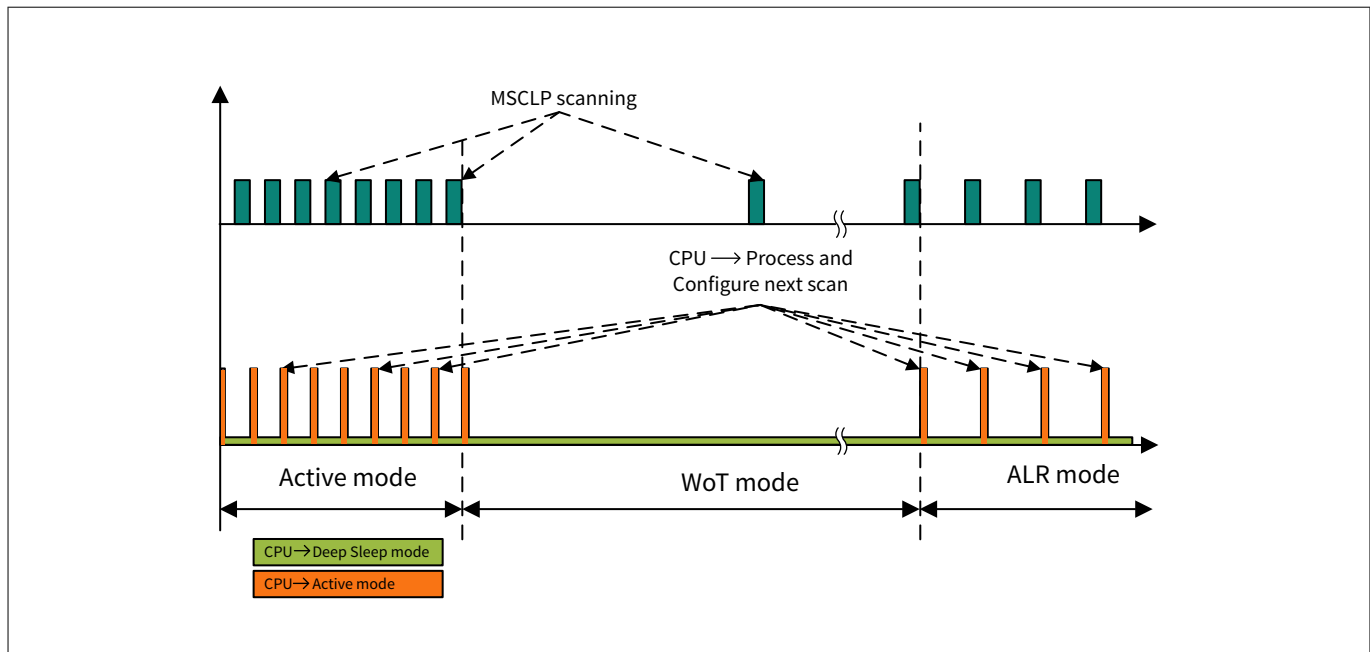 MSCLP scanning
CPU → Process and
Configure next scan
Active mode
WoT mode
ALR mode
CPU→Deep Sleep mode
CPU→Active mode